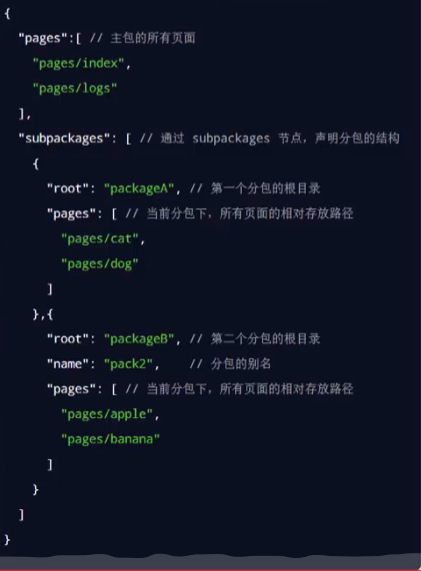 {
"pages":[ // 主包的所有页面
"pages/index",
"pages/logs"
],
"subpackages": [ // 通过 subpackages 节点，声明分包的结构
{
"root": "packageA", // 第一个分包的根目录
"pages": [ // 当前分包下，所有页面的相对存放路径
"pages/cat",
"pages/dog"
]
},{
"root": "packageB", // 第二个分包的根目录
"name": "pack2", // 分包的别名
"pages": [ // 当前分包下，所有页面的相对存放路径
"pages/apple",
"pages/banana"
]
}
]
}